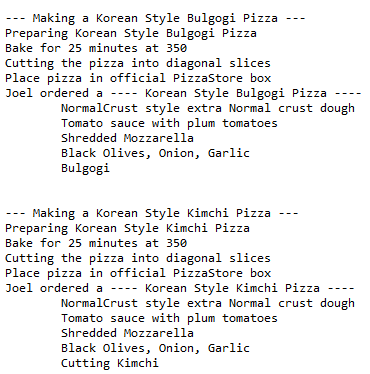 --- Making a Korean Style Bulgogi Pizza ---
Preparing Korean Style Bulgogi Pizza
Bake for 25 minutes at 350
Cutting the pizza into diagonal slices
Place pizza in official PizzaStore box
Joel ordered a ---- Korean Style Bulgogi Pizza ----
NormalCrust style extra Normal crust dough
Tomato sauce with plum tomatoes
Shredded Mozzarella
Black Olives, Onion, Garlic
Bulgogi
--- Making a Korean Style Kimchi Pizza ---
Preparing Korean Style Kimchi Pizza
Bake for 25 minutes at 350
Cutting the pizza into diagonal slices
Place pizza in official PizzaStore box
Joel ordered a ---- Korean Style Kimchi Pizza ----
NormalCrust style extra Normal crust dough
Tomato sauce with plum tomatoes
Shredded Mozzarella
Black Olives, Onion, Garlic
Cutting Kimchi